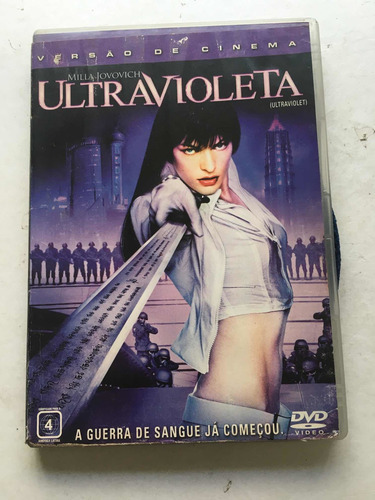 VERSÃO DE CINEMA
MILLA JOVOVICH
ULTRAVIOLETA
(ULTRAVIOLET)
4
A GUERRA DE SANGUE JÁ COMEÇOU.
DVD
VIDEO